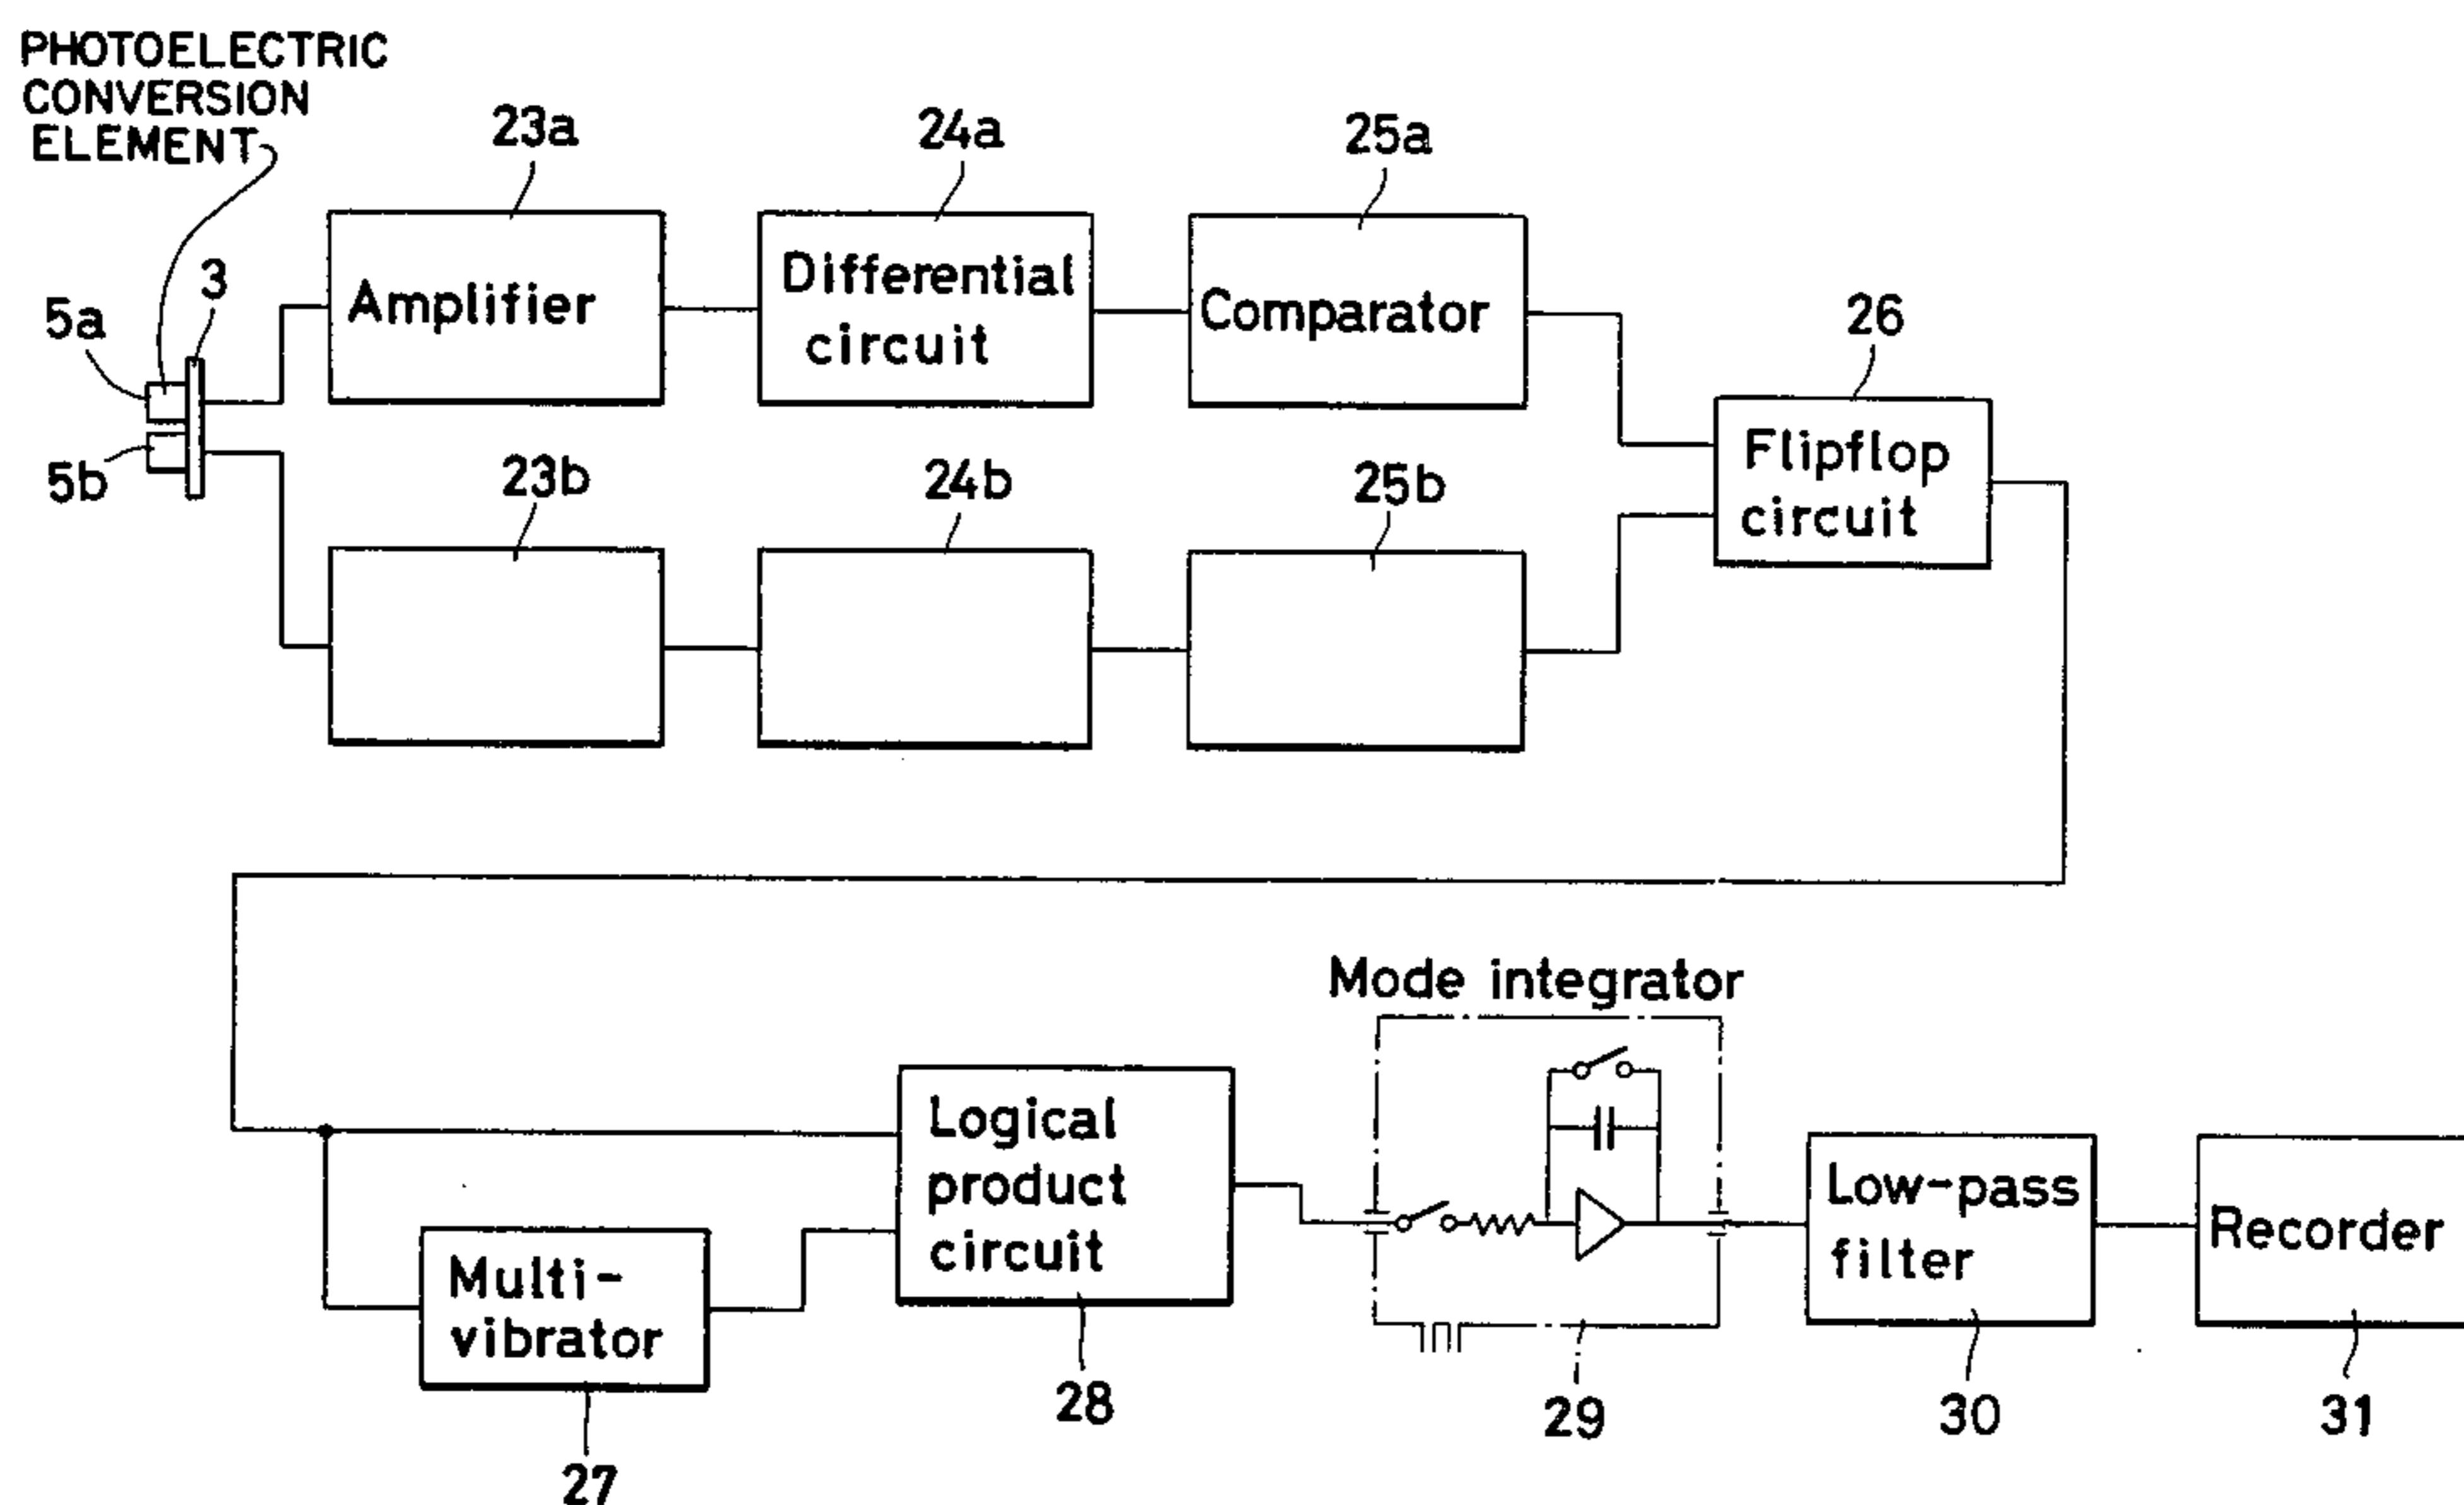 PHOTOELECTRIC
CONVERSION
ELEMENT
23a
24a
25a
3
5a
5b
Amplifier
Differential
circuit
Comparator
26
Flipflop
circuit
23b
24b
25b
Mode integrator
Logical
product
circuit
Multi-
vibrator
Low-pass
filter
Recorder
27
28
29
30
31